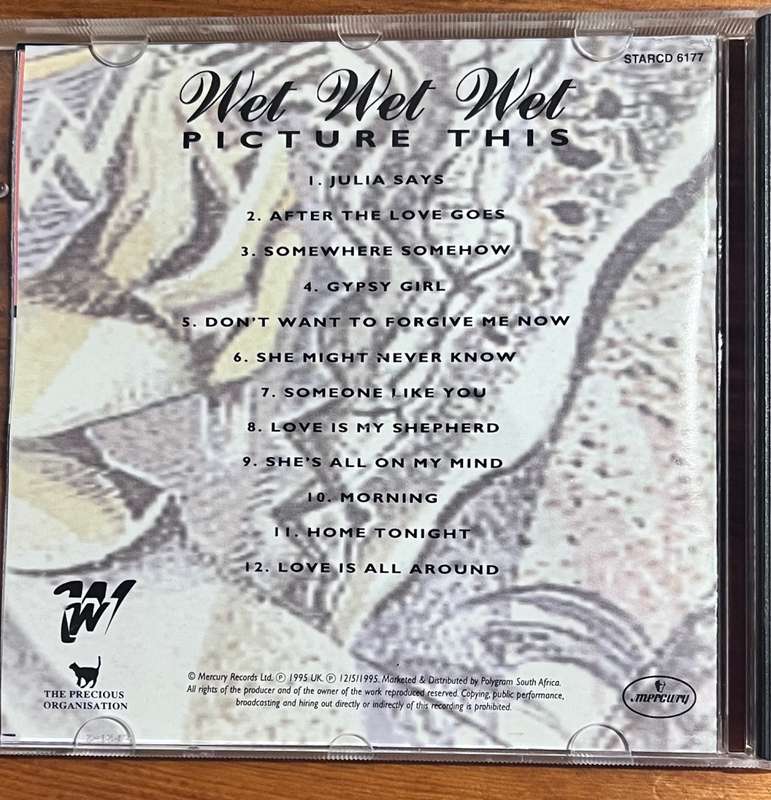 STARCD 6177
Wet Wet Wet
PICTURE THIS
1. JULIA SAYS
2. AFTER THE LOVE GOES
3. SOMEWHERE SOMEHOW
4. GYPSY GIRL
5. DON'T WANT TO FORGIVE ME NOW
6. SHE MIGHT NEVER KNOW
7. SOMEONE LIKE YOU
8. LOVE IS MY SHEPHERD
9. SHE'S ALL ON MY MIND
10. MORNING
11. HOME TONIGHT
12. LOVE IS ALL AROUND
THE PRECIOUS
ORGANISATION
© Mercury Records Ltd. ℗ 1995 UK. ℗ 12/5/1995. Marketed & Distributed by Polygram South Africa.
All rights of the producer and of the owner of the work reproduced reserved. Copying, public performance,
broadcasting and hiring out directly or indirectly of this recording is prohibited.
mercury